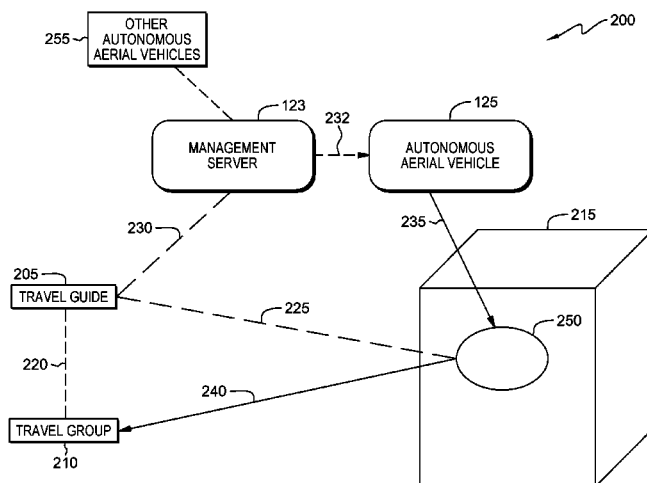 OTHER
AUTONOMOUS
AERIAL VEHICLES
255
200
123
MANAGEMENT
SERVER
232
125
AUTONOMOUS
AERIAL VEHICLE
230
235
215
205
TRAVEL GUIDE
225
250
220
240
TRAVEL GROUP
210